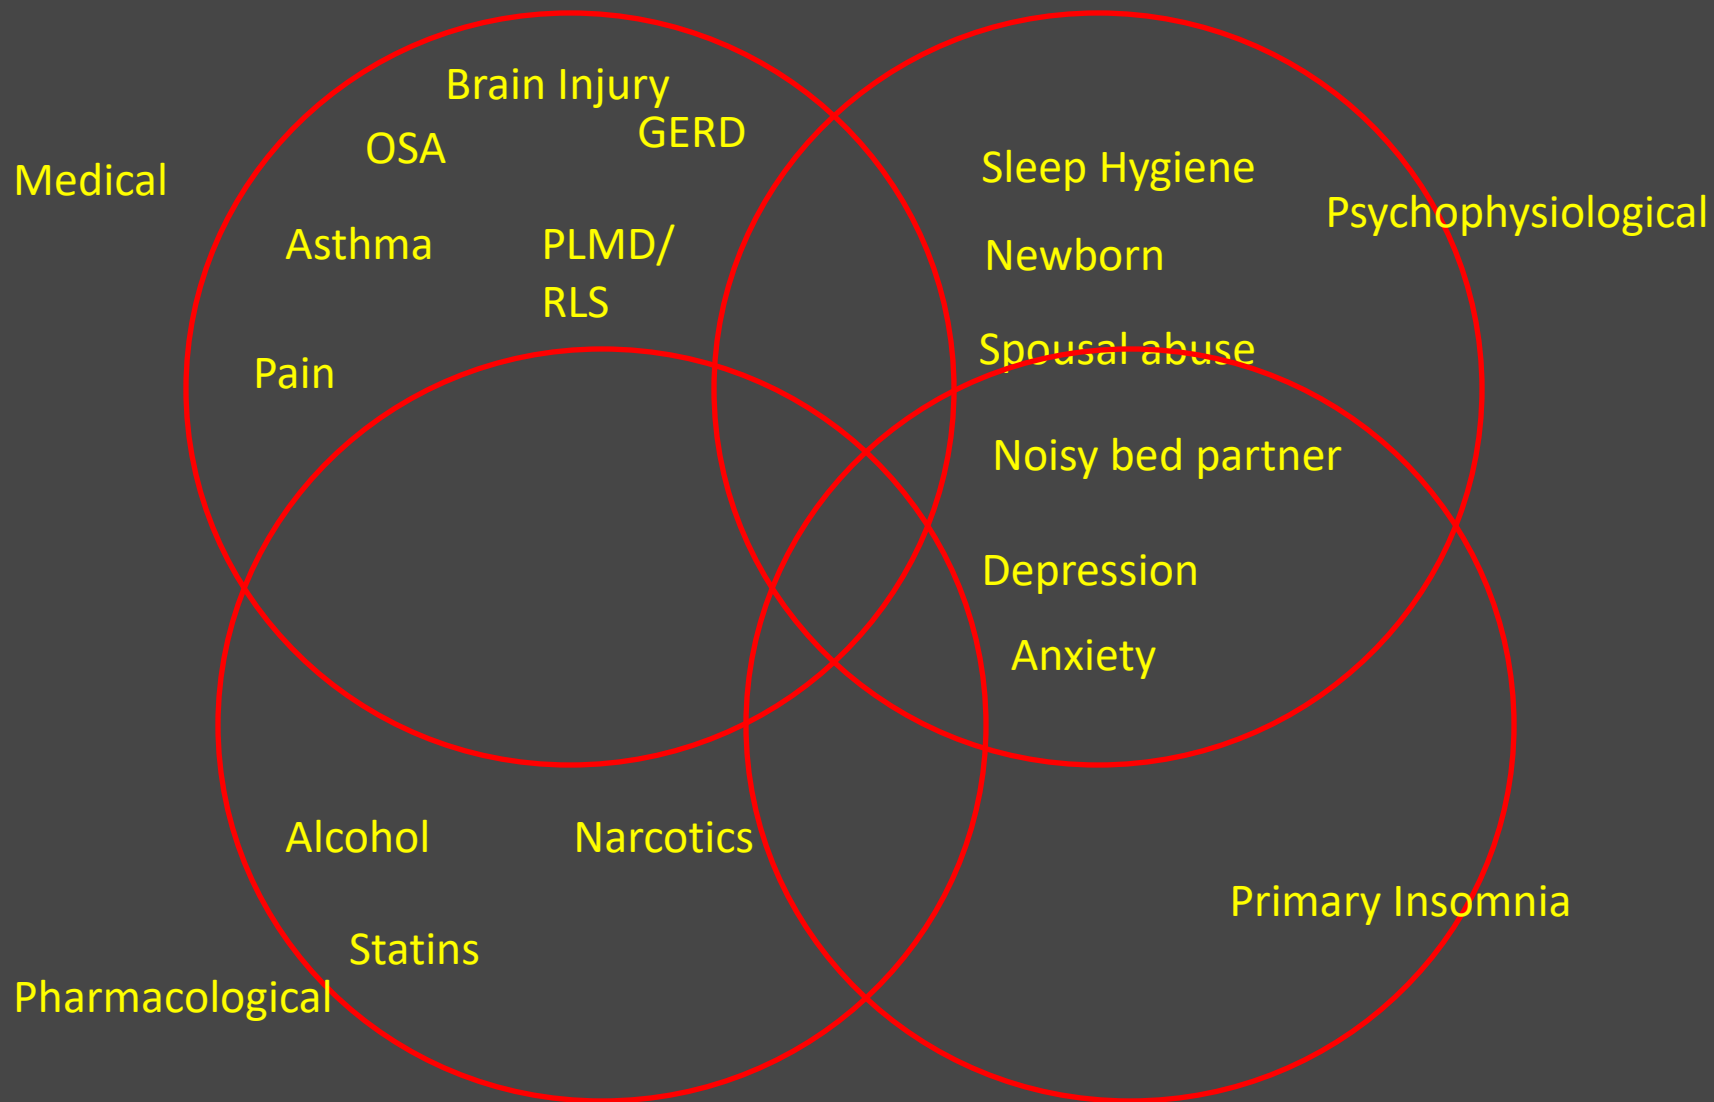 Brain Injury
GERD
OSA
Medical
Sleep Hygiene
Psychophysiological
Asthma
PLMD/
RLS
Newborn
Spousal abuse
Pain
Noisy bed partner
Depression
Anxiety
Alcohol
Narcotics
Primary Insomnia
Statins
Pharmacological